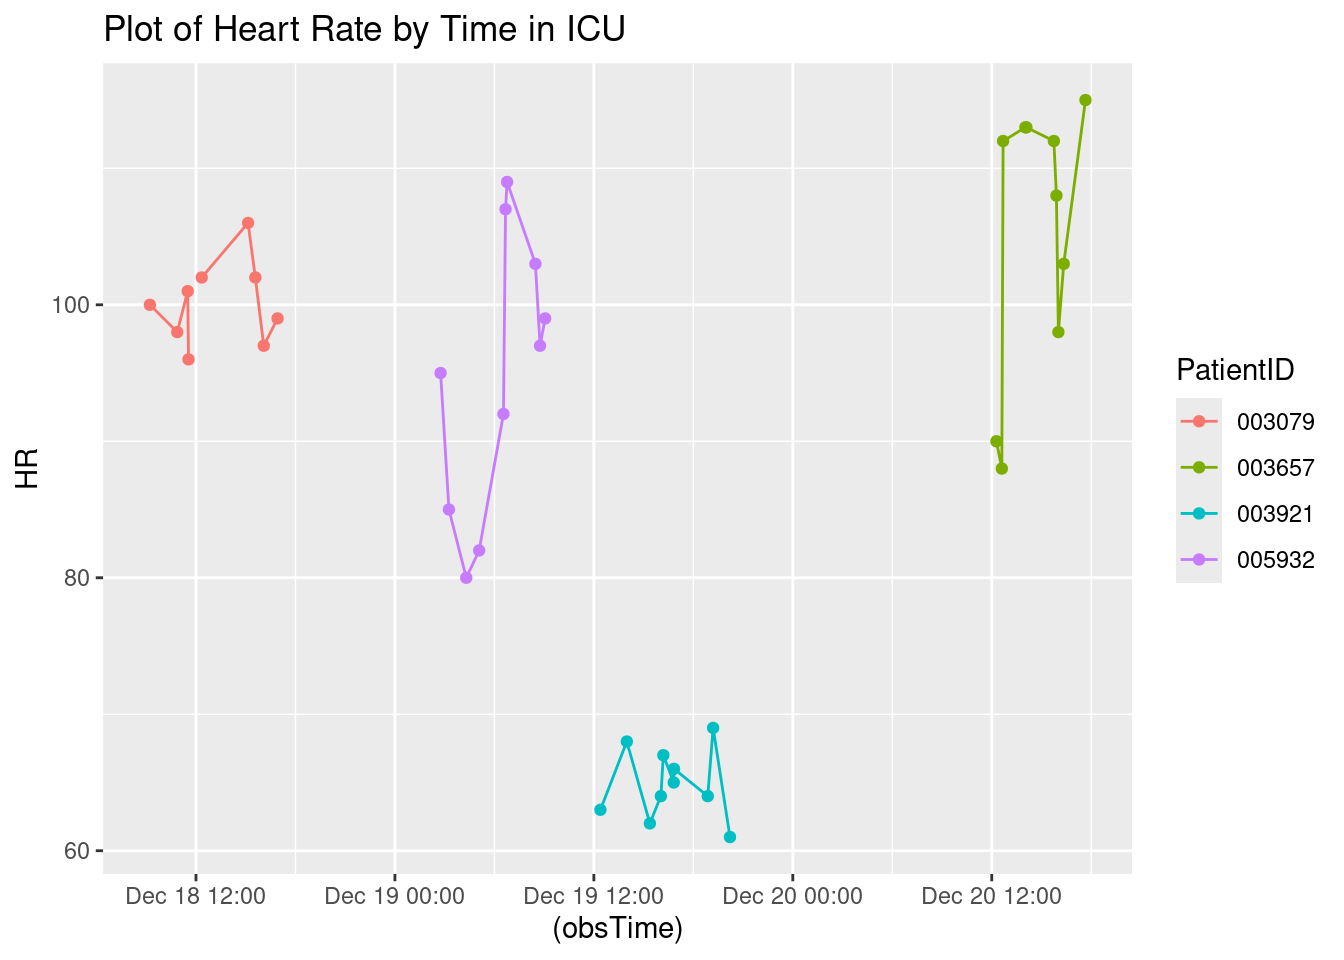 Plot of Heart Rate by Time in ICU
HR
100
80
60
Dec 18 12:00 Dec 19 00:00 Dec 19 12:00 Dec 20 00:00 Dec 20 12:00
(obsTime)
PatientID
003079
003657
003921
005932